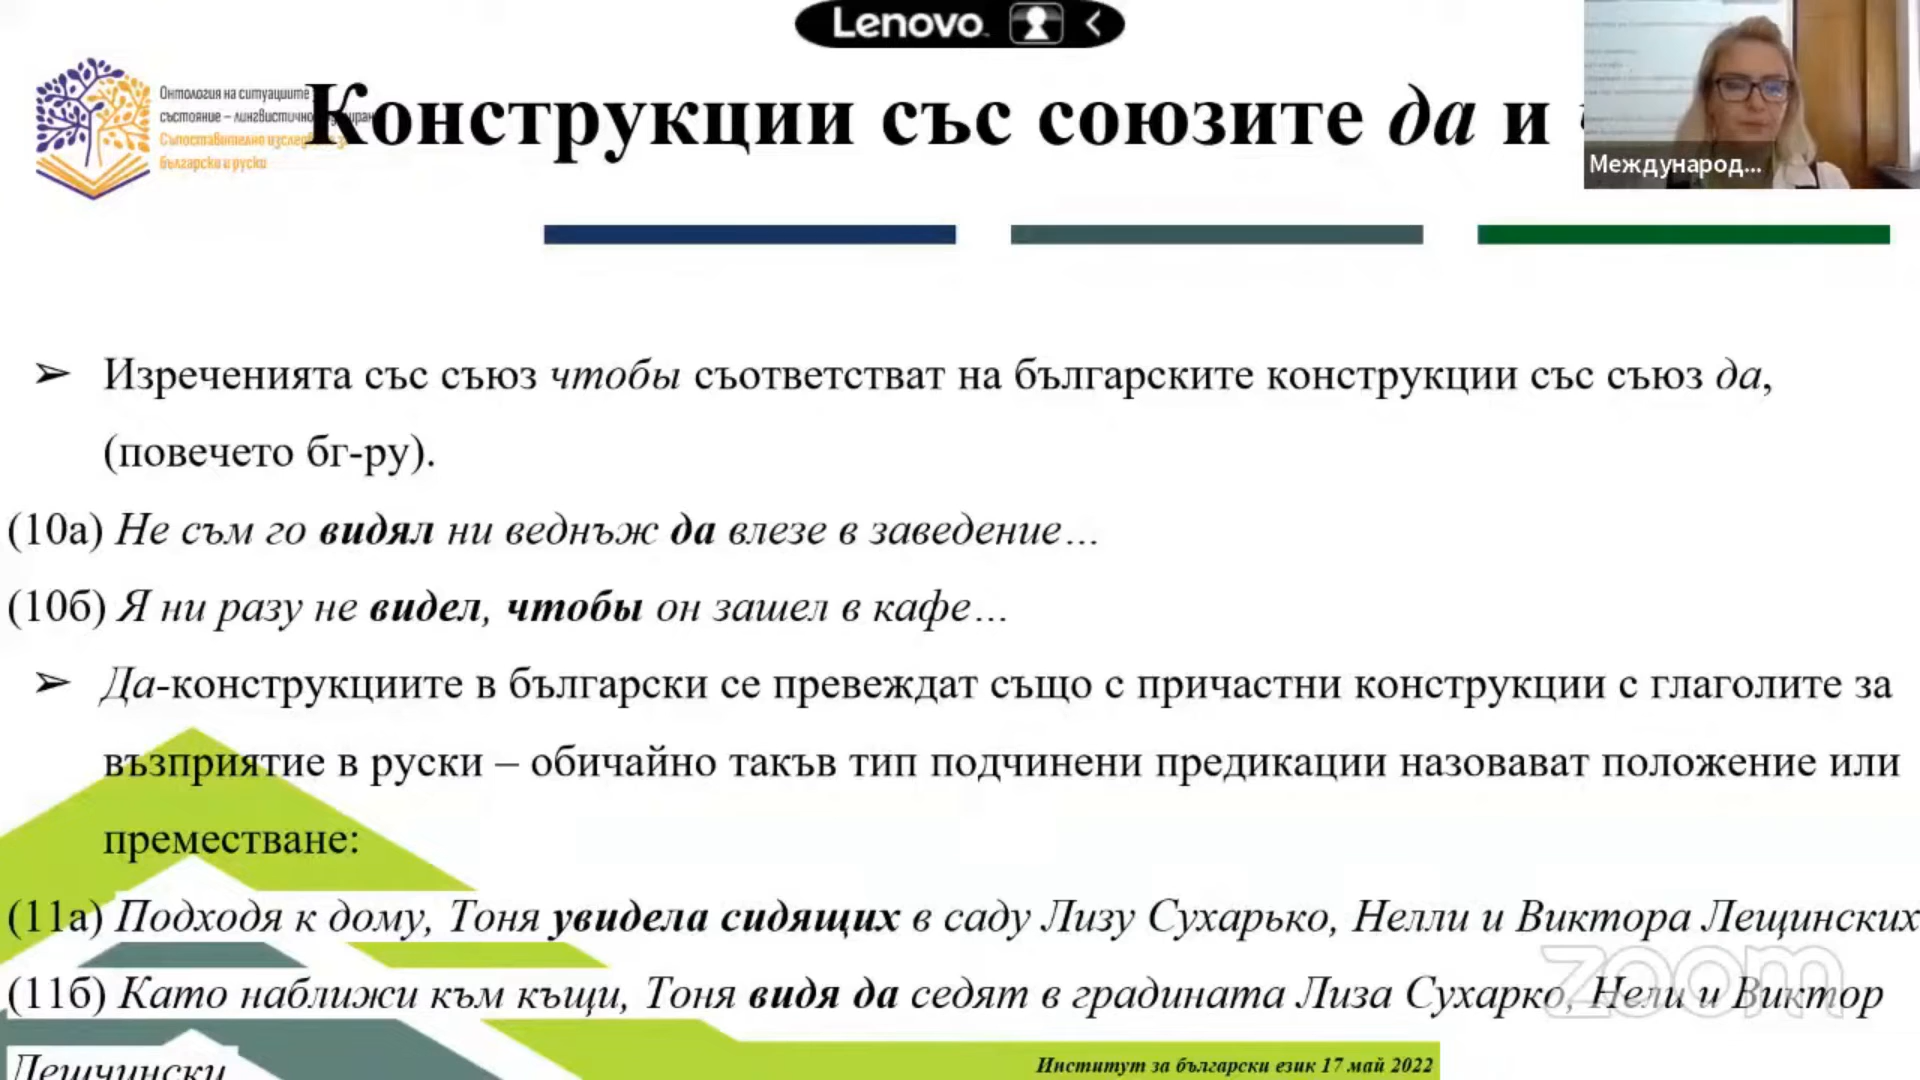 Lenovo
Онтология на ситуациите
състояние – лингвистично
Съпоставително
български и руски
Конструкции със союзите да и
Международ...
➢ Изреченията със съюз чтобы съответстват на българските конструкции със съюз да,
(повечето бг-ру).
(10а) Не съм го видял ни веднъж да влезе в заведение…
(10б) Я ни разу не видел, чтобы он зашел в кафе…
➢ Да-конструкциите в български се превеждат също с причастни конструкции с глаголите за
възприятие в руски – обичайно такъв тип подчинени предикации назовават положение или
преместване:
(11а) Подходя к дому, Тоня увидела сидящих в саду Лизу Сухарько, Нелли и Виктора Лещинских
zoom
(11б) Като наближи към къщи, Тоня видя да седят в градината Лиза Сухарко, Нели и Виктор
Лешчински
Институт за български език 17 май 2022